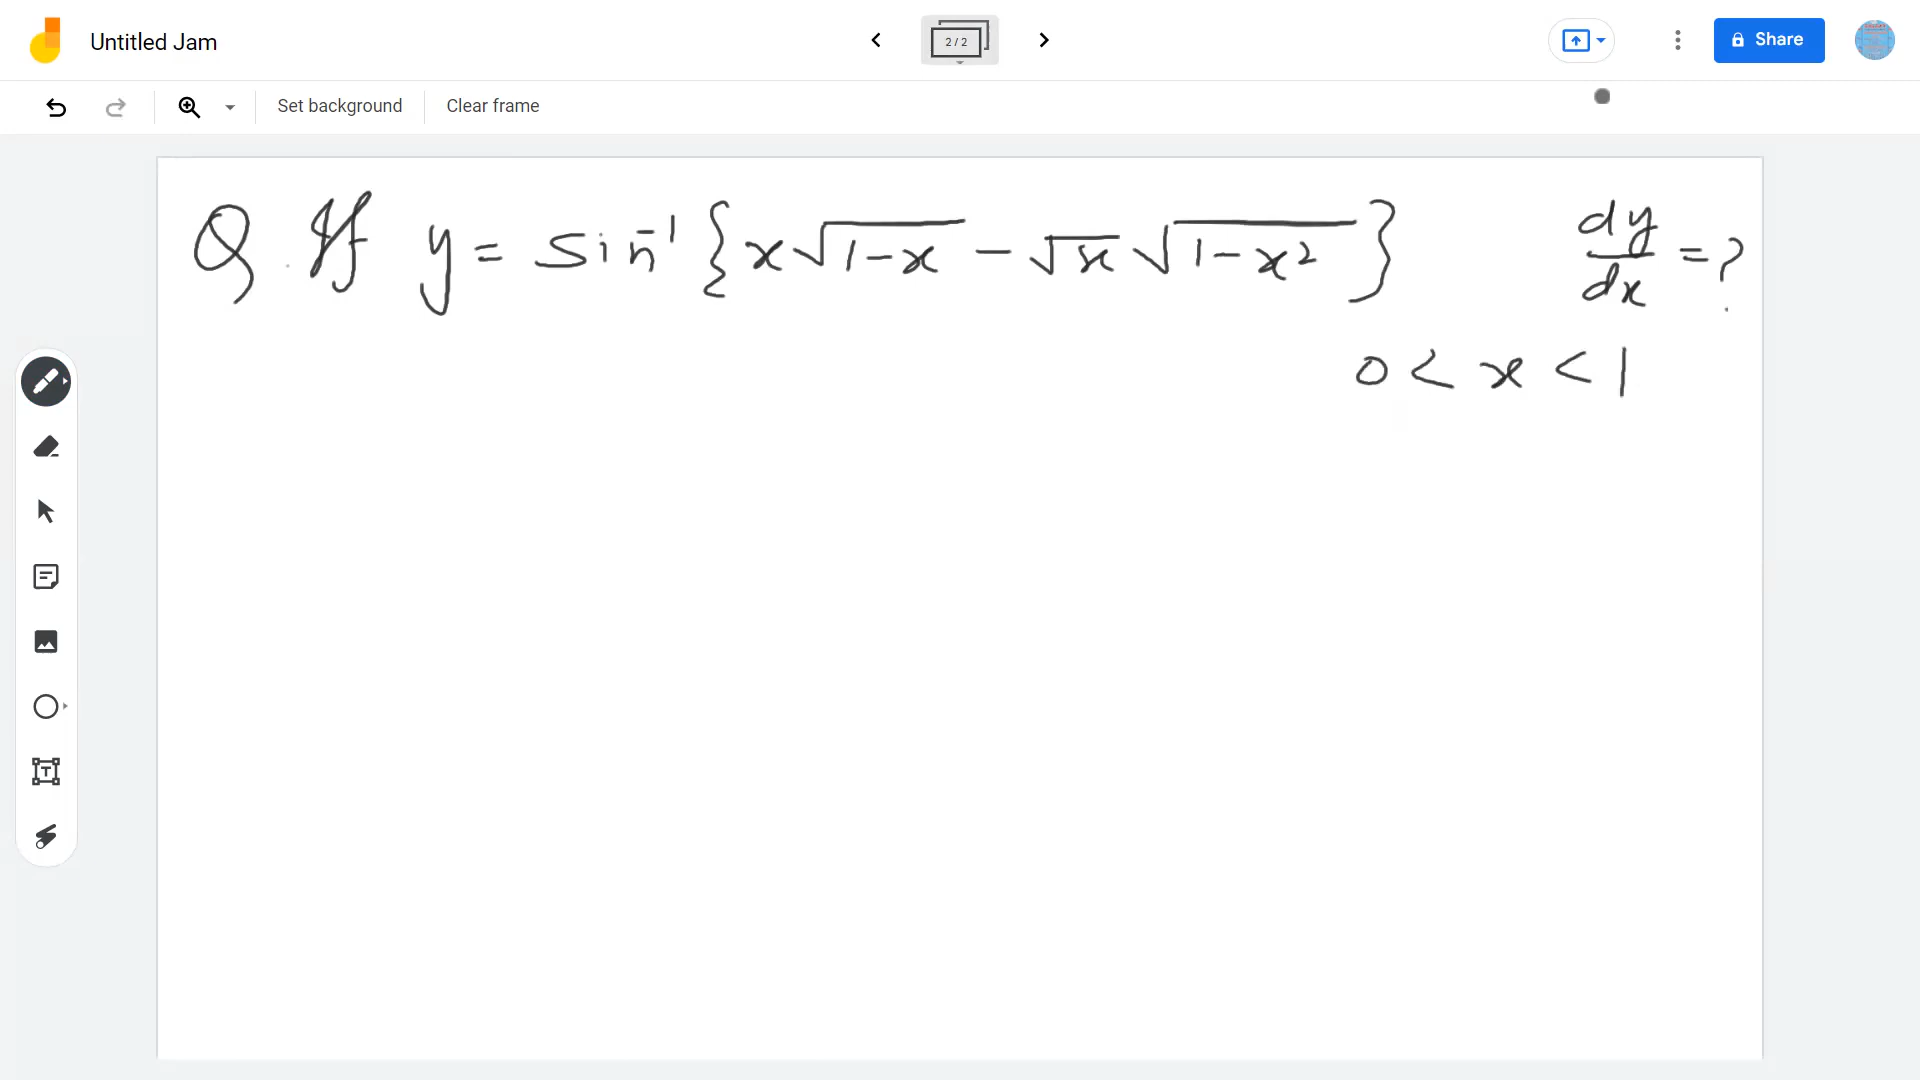 Untitled Jam
2 / 2
Share
Set background
Clear frame
Q. If y = sin⁻¹ {x√(1-x) - √x √(1-x²)} dy/dx = ?
0 < x < 1